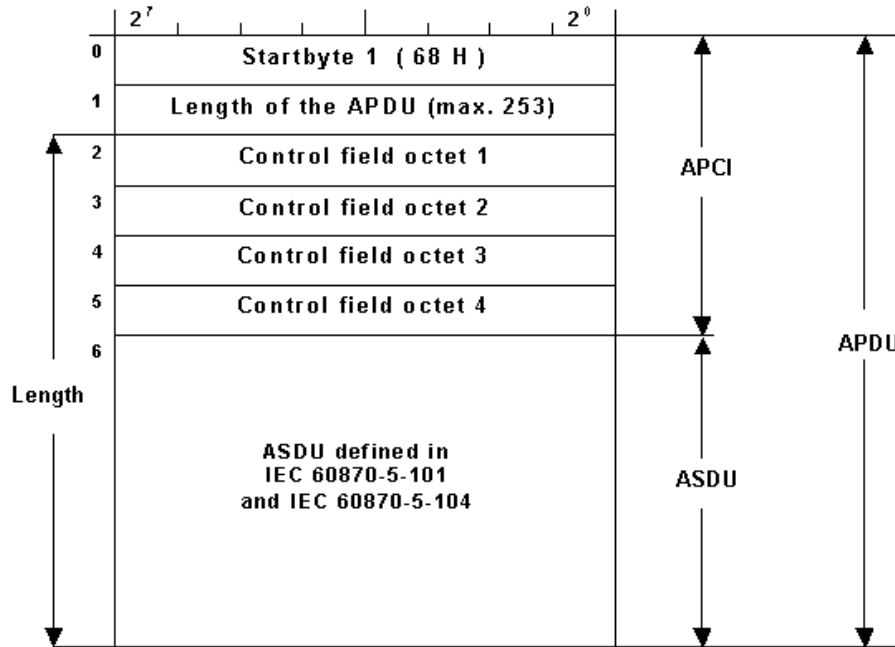 2⁷ 2⁰
0 Startbyte 1 ( 68 H )
1 Length of the APDU (max. 253)
2 Control field octet 1
APCI
3 Control field octet 2
4 Control field octet 3
5 Control field octet 4
6
APDU
Length
ASDU defined in
IEC 60870-5-101
and IEC 60870-5-104
ASDU